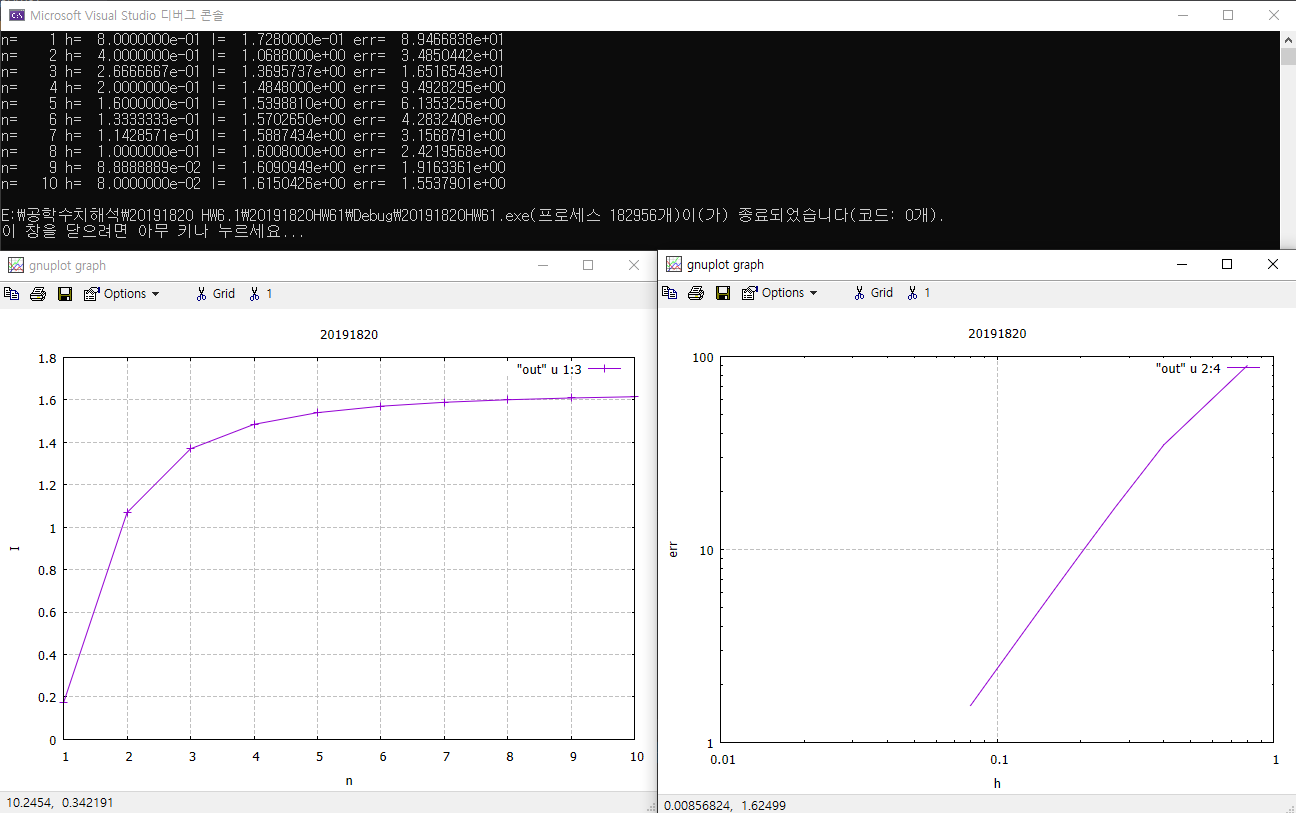 Microsoft Visual Studio 디버그 콘솔
n=    1 h=  8.0000000e-01 I=  1.7280000e-01 err=  8.9466838e+01
n=    2 h=  4.0000000e-01 I=  1.0688000e+00 err=  3.4850442e+01
n=    3 h=  2.6666667e-01 I=  1.3695737e+00 err=  1.6516543e+01
n=    4 h=  2.0000000e-01 I=  1.4848000e+00 err=  9.4928295e+00
n=    5 h=  1.6000000e-01 I=  1.5398810e+00 err=  6.1353255e+00
n=    6 h=  1.3333333e-01 I=  1.5702650e+00 err=  4.2832408e+00
n=    7 h=  1.1428571e-01 I=  1.5887434e+00 err=  3.1568791e+00
n=    8 h=  1.0000000e-01 I=  1.6008000e+00 err=  2.4219568e+00
n=    9 h=  8.8888889e-02 I=  1.6090949e+00 err=  1.9163361e+00
n=   10 h=  8.0000000e-02 I=  1.6150426e+00 err=  1.5537901e+00
E:\공학수치해석\20191820 HW6.1\20191820HW61\Debug\20191820HW61.exe(프로세스 182956개)이(가) 종료되었습니다(코드: 0개).
이 창을 닫으려면 아무 키나 누르세요...
gnuplot graph
Options Grid 1
20191820
"out" u 1:3
1.8
1.6
1.4
1.2
1
0.8
0.6
0.4
0.2
0
I
1 2 3 4 5 6 7 8 9 10
n
10.2454, 0.342191
gnuplot graph
Options Grid 1
20191820
"out" u 2:4
100
10
1
err
0.01 0.1 1
h
0.00856824, 1.62499